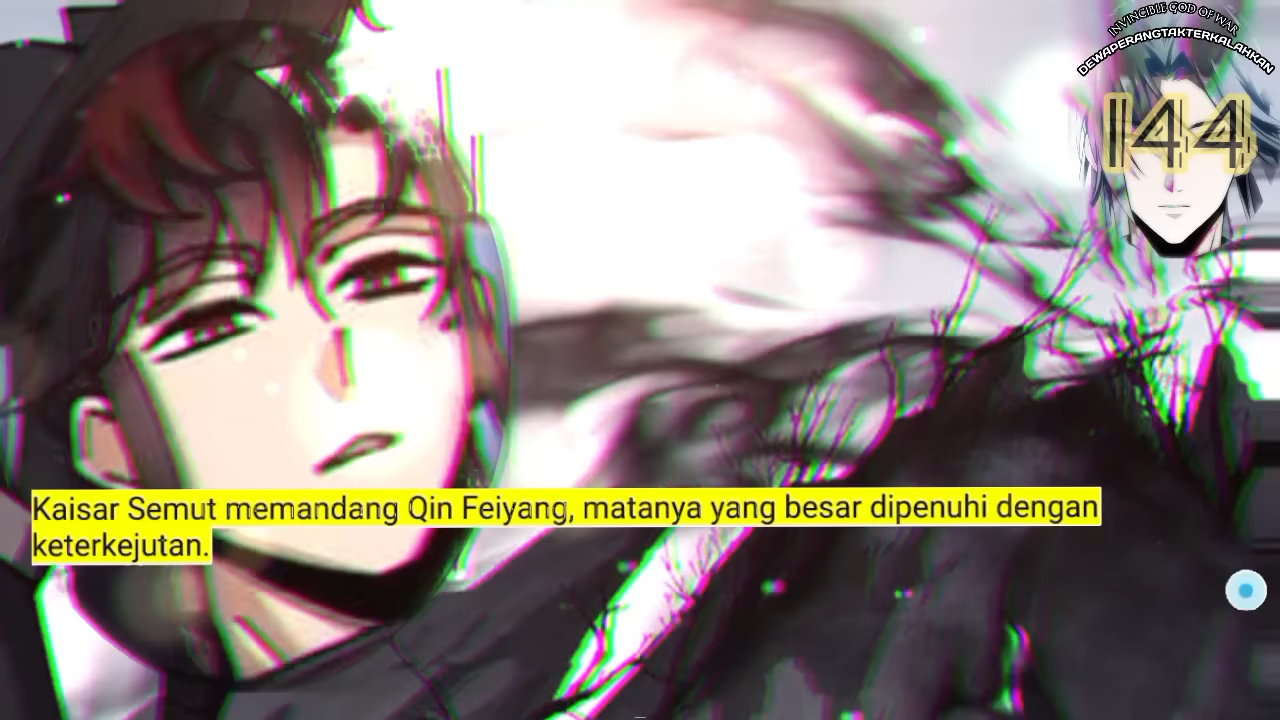 INVINCIBLE GOD OF WAR
DEWAPERANGTAKTERKALAHKAN
144
Kaisar Semut memandang Qin Feiyang, matanya yang besar dipenuhi dengan
keterkejutan.